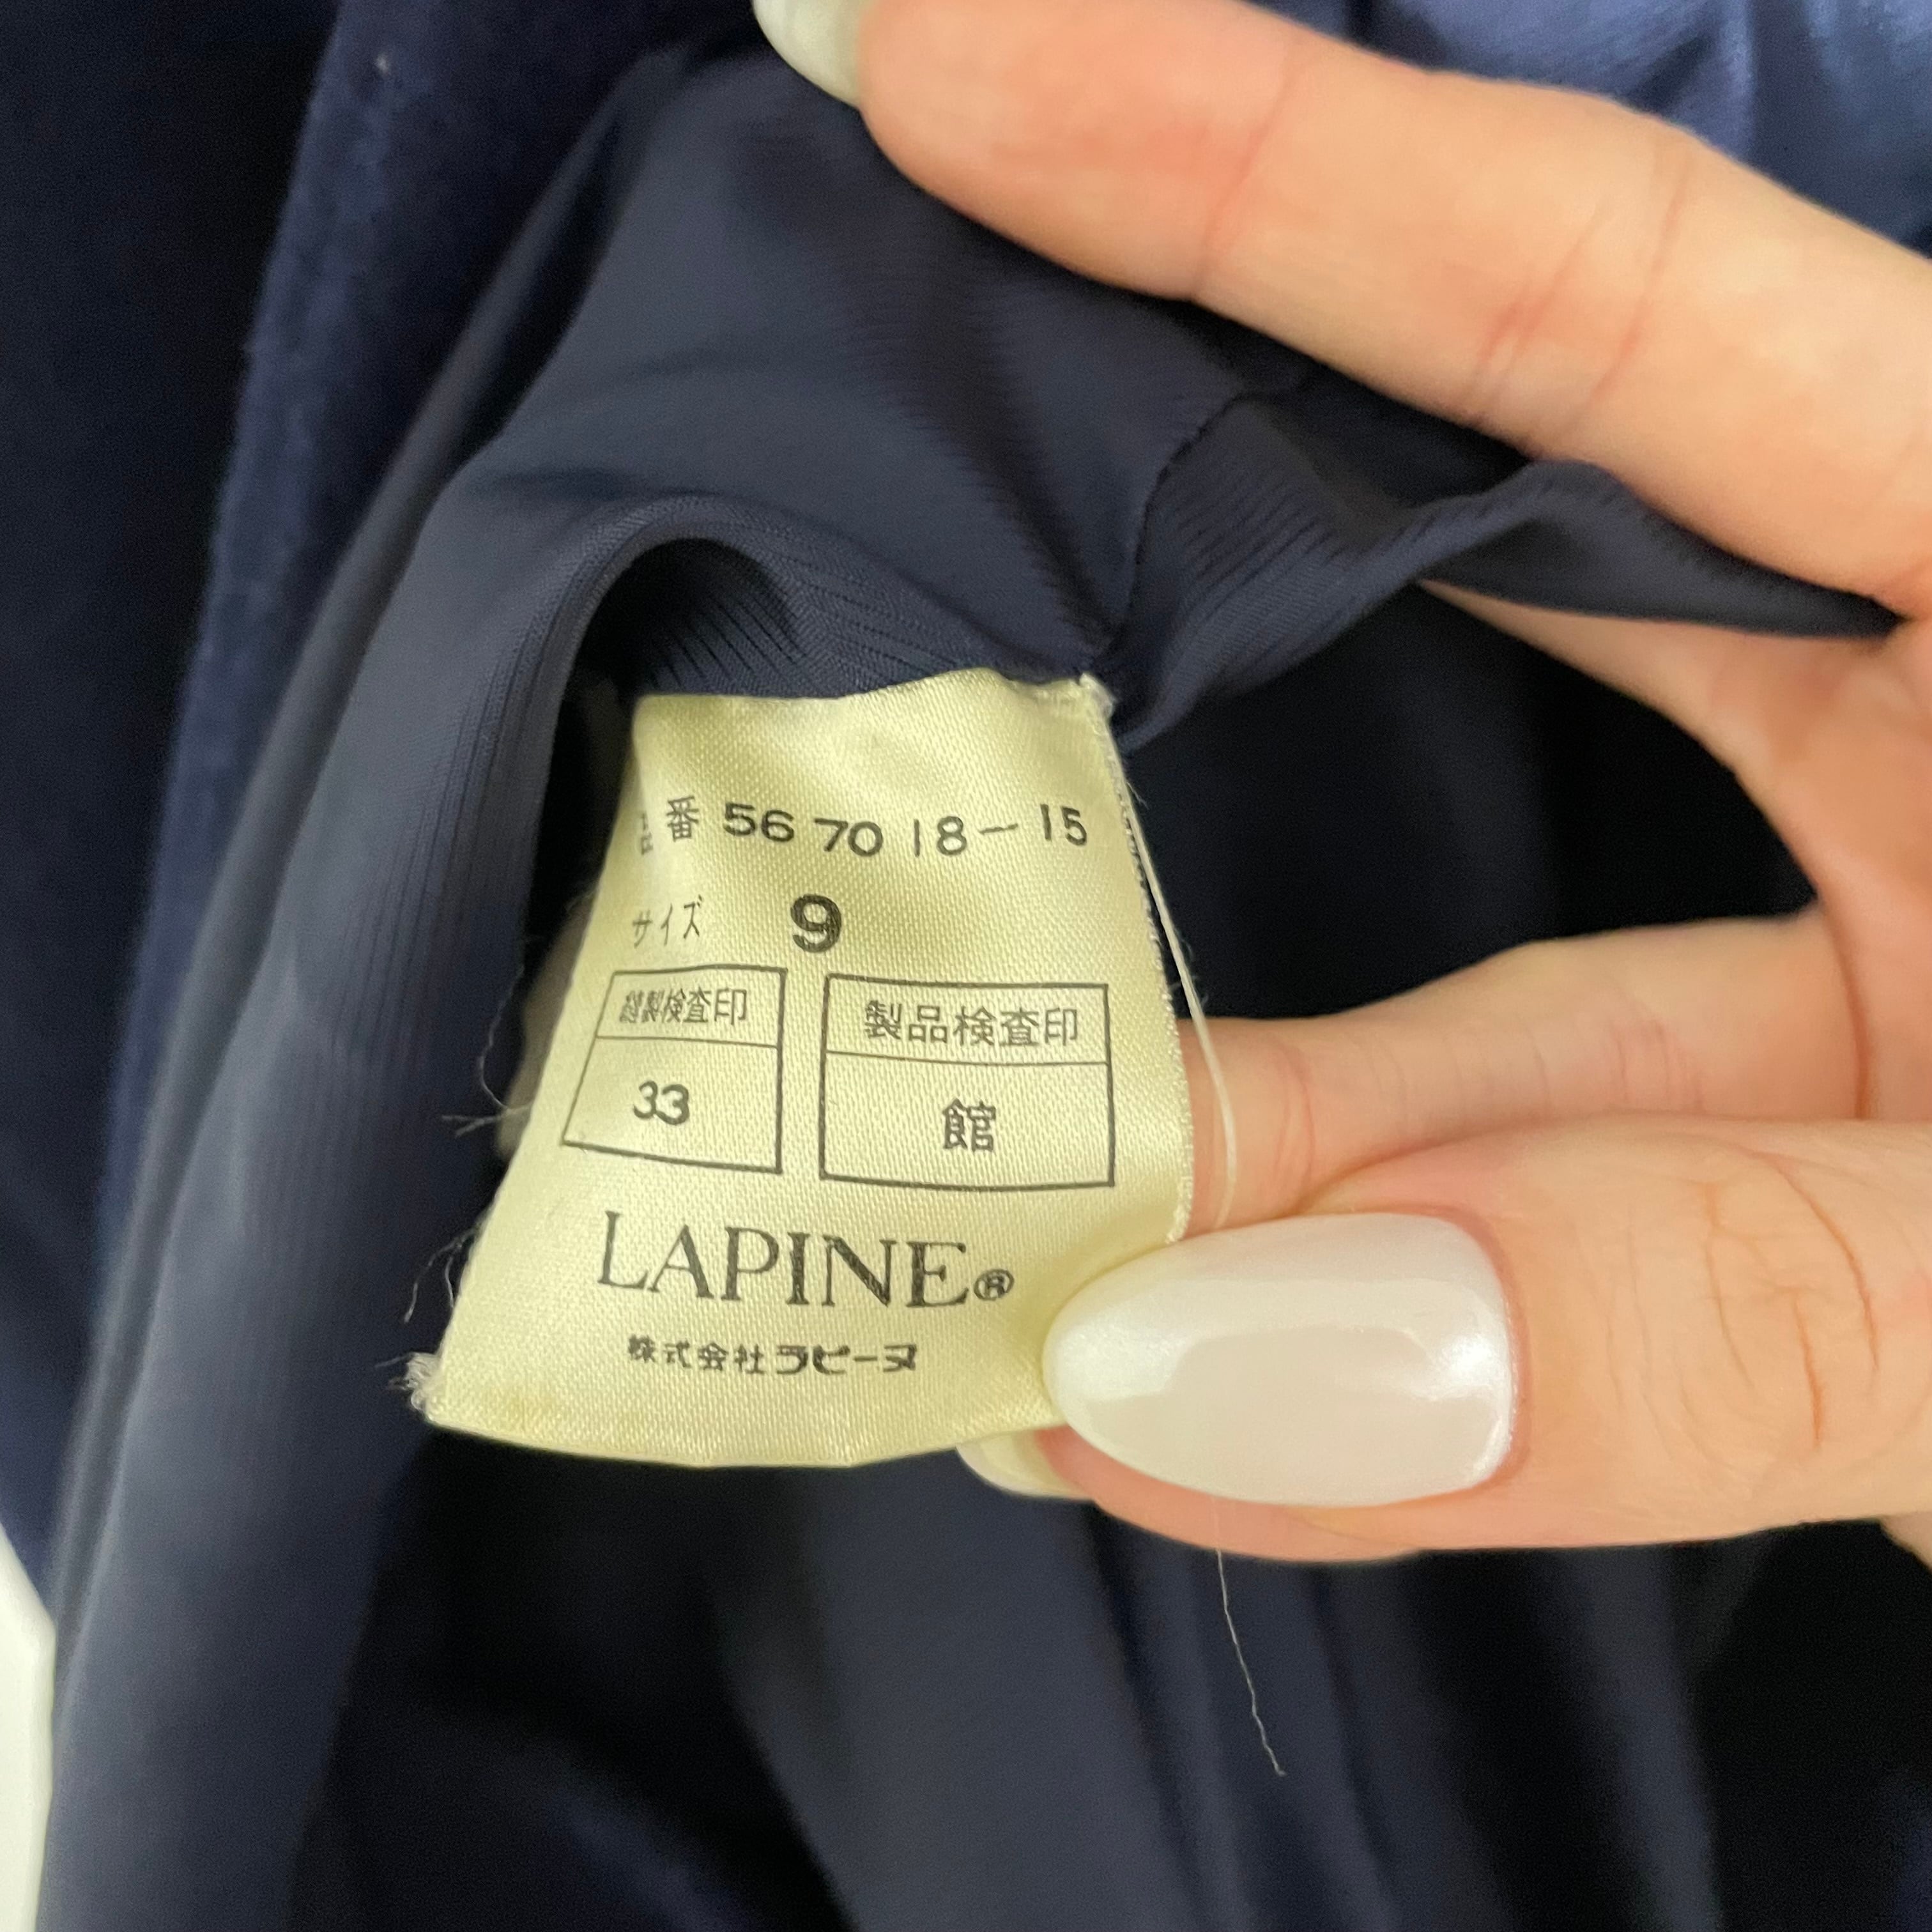 品番 56 70 18－15
サイズ 9
縫製検査印
33
製品検査印
館
LAPINE®
株式会社ラピーヌ